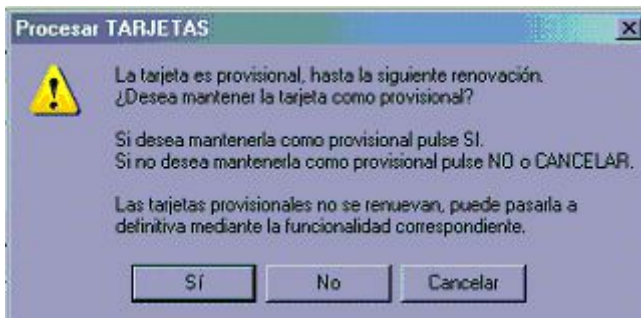 Procesar TARJETAS
La tarjeta es provisional, hasta la siguiente renovación.
¿Desea mantener la tarjeta como provisional?
Si desea mantenerla como provisional pulse SI.
Si no desea mantenerla como provisional pulse NO o CANCELAR.
Las tarjetas provisionales no se renuevan, puede pasarla a
definitiva mediante la funcionalidad correspondiente.
Sí No Cancelar